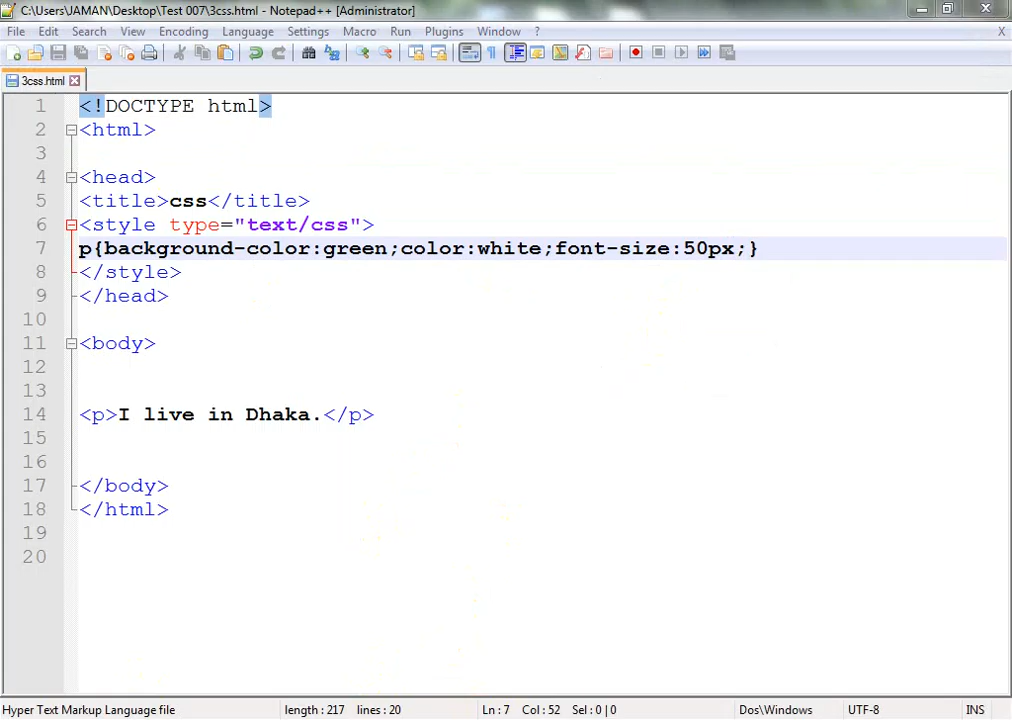 C:\Users\JAMAN\Desktop\Test 007\3css.html - Notepad++ [Administrator]
File Edit Search View Encoding Language Settings Macro Run Plugins Window ? X
3css.html
1 <!DOCTYPE html>
2 <html>
3
4 <head>
5 <title>css</title>
6 <style type="text/css">
7 p{background-color:green;color:white;font-size:50px;}
8 </style>
9 </head>
10
11 <body>
12
13
14 <p>I live in Dhaka.</p>
15
16
17 </body>
18 </html>
19
20
Hyper Text Markup Language file length : 217 lines : 20 Ln : 7 Col : 52 Sel : 0 | 0 Dos\Windows UTF-8 INS